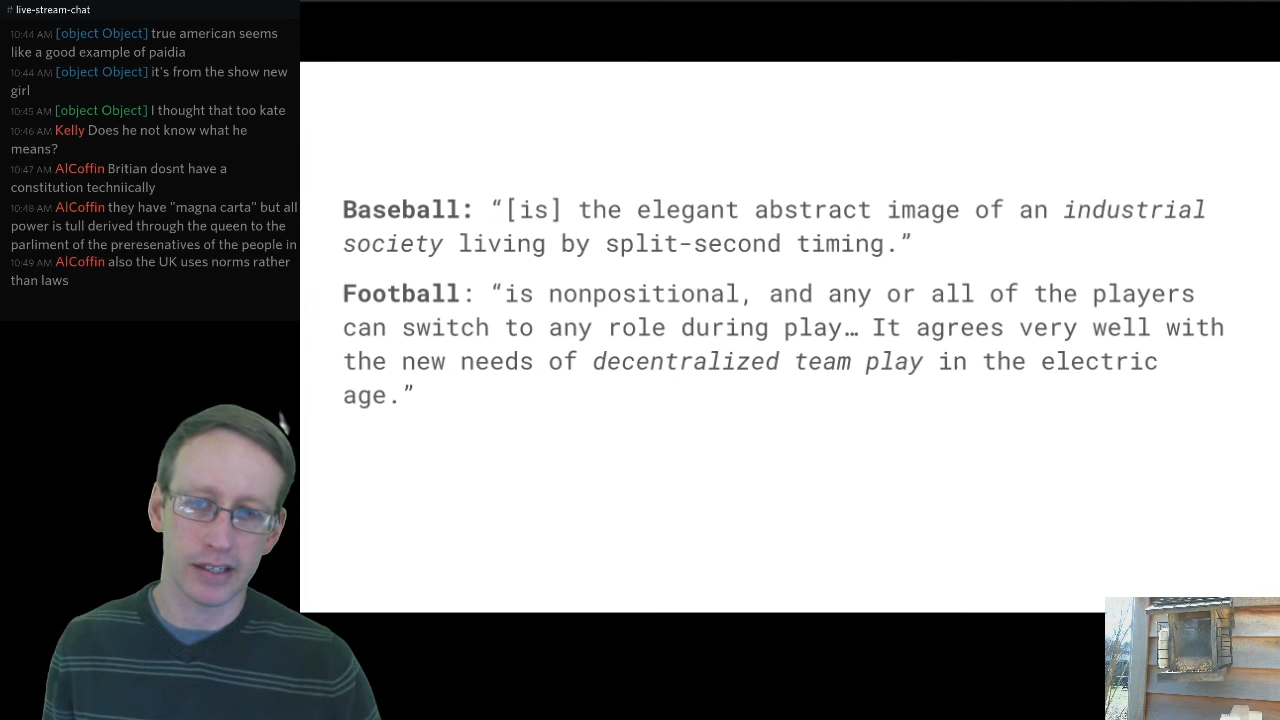 # live-stream-chat
10:44 AM [object Object] true american seems
like a good example of paidia
10:44 AM [object Object] it's from the show new
girl
10:45 AM [object Object] I thought that too kate
10:46 AM Kelly Does he not know what he
means?
10:47 AM AlCoffin Britian dosnt have a
constitution techniically
10:48 AM AlCoffin they have "magna carta" but all
power is tull derived through the queen to the
parliment of the preresenatives of the people in
10:49 AM AlCoffin also the UK uses norms rather
than laws
Baseball: “[is] the elegant abstract image of an industrial
society living by split-second timing.”
Football: “is nonpositional, and any or all of the players
can switch to any role during play… It agrees very well with
the new needs of decentralized team play in the electric
age.”